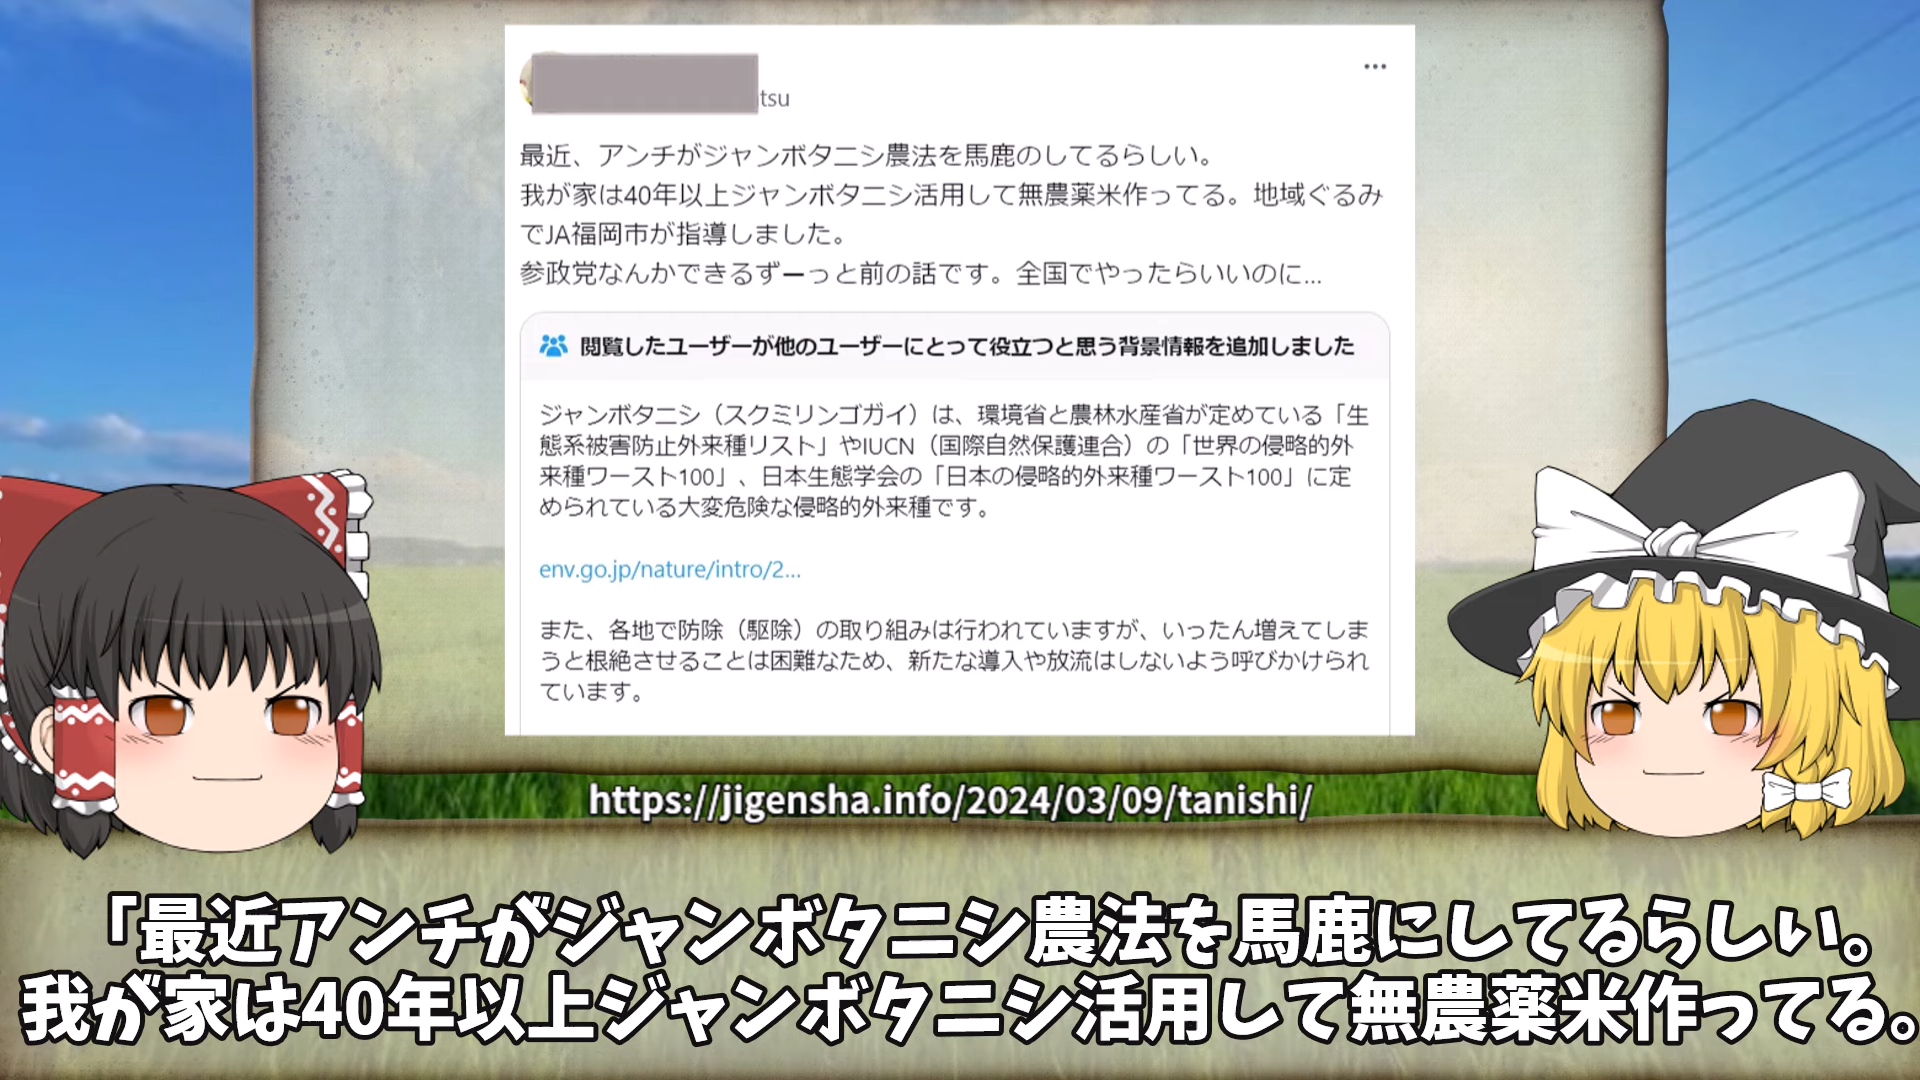 tsu
最近、アンチがジャンボタニシ農法を馬鹿のしてるらしい。
我が家は40年以上ジャンボタニシ活用して無農薬米作ってる。地域ぐるみ
でJA福岡市が指導しました。
参政党なんかできるずーっと前の話です。全国でやったらいいのに...
閲覧したユーザーが他のユーザーにとって役立つと思う背景情報を追加しました
ジャンボタニシ（スクミリンゴガイ）は、環境省と農林水産省が定めている「生
態系被害防止外来種リスト」やIUCN（国際自然保護連合）の「世界の侵略的外
来種ワースト100」、日本生態学会の「日本の侵略的外来種ワースト100」に定
められている大変危険な侵略的外来種です。
env.go.jp/nature/intro/2...
また、各地で防除（駆除）の取り組みは行われていますが、いったん増えてしま
うと根絶させることは困難なため、新たな導入や放流はしないよう呼びかけられ
ています。
https://jigensha.info/2024/03/09/tanishi/
「最近アンチがジャンボタニシ農法を馬鹿にしてるらしい。
我が家は40年以上ジャンボタニシ活用して無農薬米作ってる。